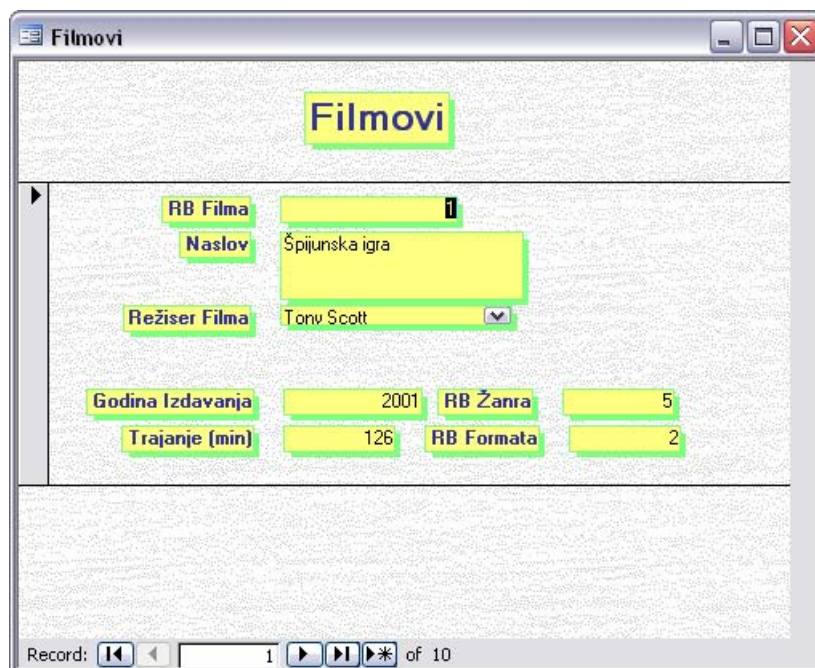 Filmovi
Filmovi
RB Filma 1
Naslov Špijunska igra
Režiser Filma Tony Scott
Godina Izdavanja 2001 RB Žanra 5
Trajanje (min) 126 RB Formata 2
Record: 1 of 10